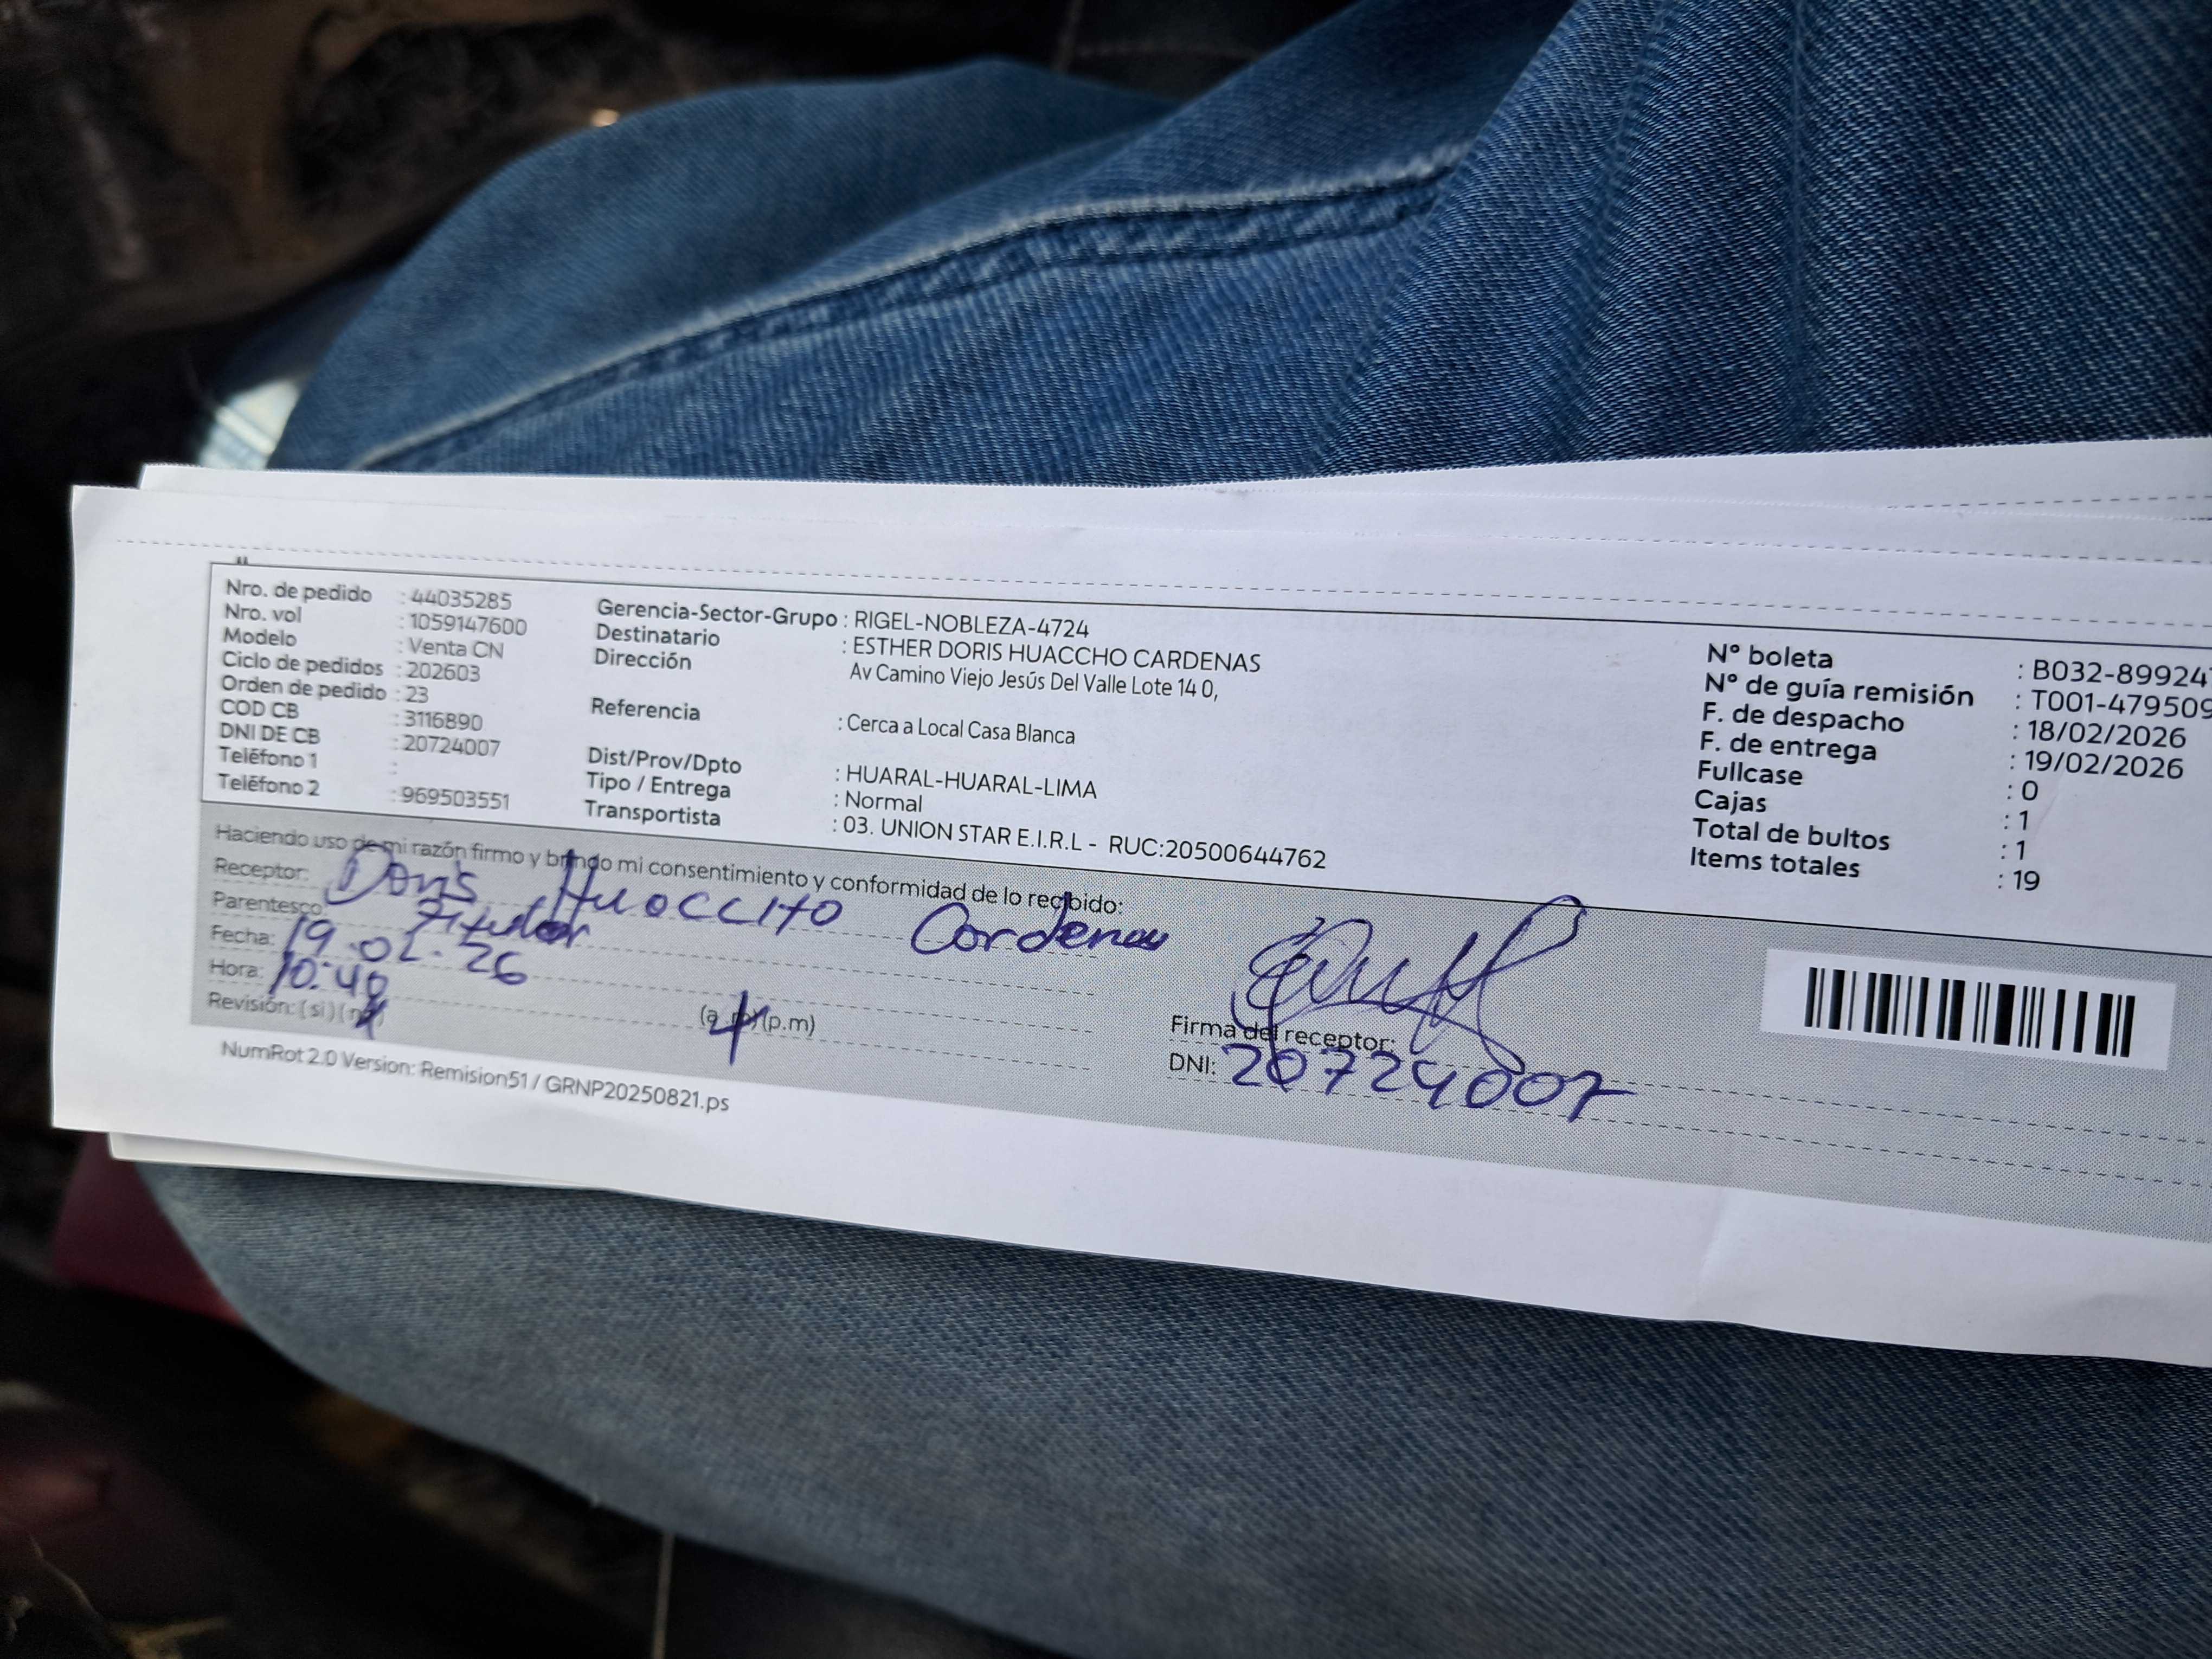 Nro. de pedido : 44035285
Nro. vol : 1059147600
Modelo : Venta CN
Ciclo de pedidos : 202603
Orden de pedido : 23
COD CB : 3116890
DNI DE CB : 20724007
Teléfono 1 :
Teléfono 2 : 969503551
Gerencia-Sector-Grupo : RIGEL-NOBLEZA-4724
Destinatario : ESTHER DORIS HUACCHO CARDENAS
Dirección Av Camino Viejo Jesús Del Valle Lote 14 0,
Referencia : Cerca a Local Casa Blanca
Dist/Prov/Dpto : HUARAL-HUARAL-LIMA
Tipo / Entrega : Normal
Transportista : 03. UNION STAR E.I.R.L - RUC:20500644762
N° boleta : B032-89924
N° de guía remisión : T001-479509
F. de despacho : 18/02/2026
F. de entrega : 19/02/2026
Fullcase : 0
Cajas : 1
Total de bultos : 1
Items totales : 19
Haciendo uso de mi razón firmo y brindo mi consentimiento y conformidad de lo recibido:
Receptor: Doris Huaccho Cardenas
Parentesco: Titular
Fecha: 19-02-26
Hora: 10:40 (a.m)(p.m)
Revisión: (si)(no)
Firma del receptor:
DNI: 20724007
NumRot 2.0 Version: Remision51 / GRNP20250821.ps